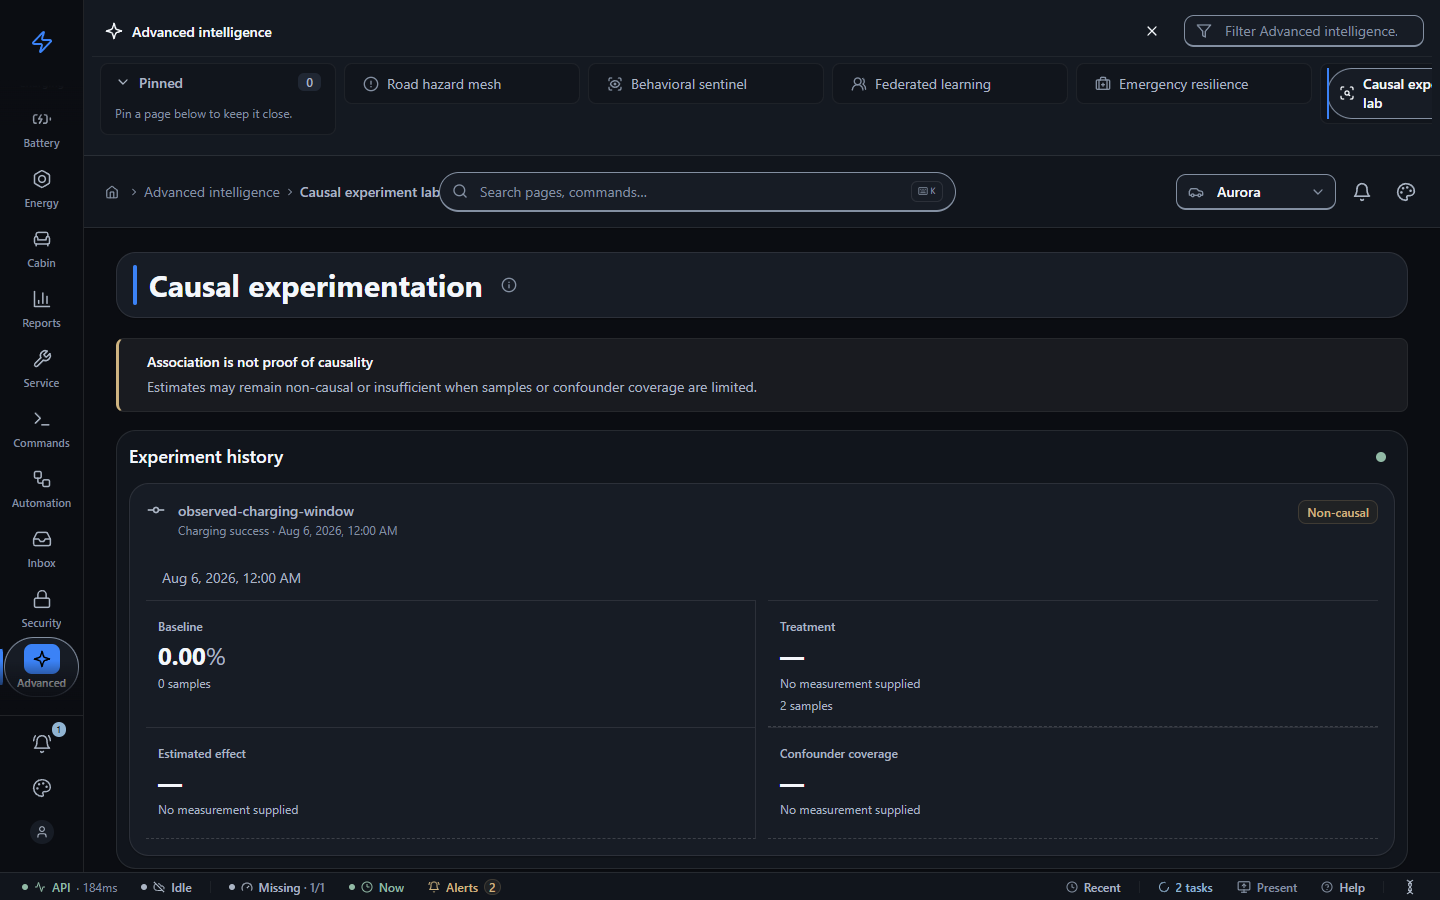 Advanced intelligence
Filter Advanced intelligence.
Pinned
0
Pin a page below to keep it close.
Road hazard mesh
Behavioral sentinel
Federated learning
Emergency resilience
Causal exp
lab
Battery
Energy
Cabin
Reports
Service
Commands
Automation
Inbox
Security
Advanced
1
Advanced intelligence
Causal experiment lab
Search pages, commands...
K
Aurora
Causal experimentation
Association is not proof of causality
Estimates may remain non-causal or insufficient when samples or confounder coverage are limited.
Experiment history
observed-charging-window
Charging success · Aug 6, 2026, 12:00 AM
Non-causal
Aug 6, 2026, 12:00 AM
Baseline
0.00%
0 samples
Treatment
—
No measurement supplied
2 samples
Estimated effect
—
No measurement supplied
Confounder coverage
—
No measurement supplied
API · 184ms
Idle
Missing · 1/1
Now
Alerts 2
Recent
2 tasks
Present
Help